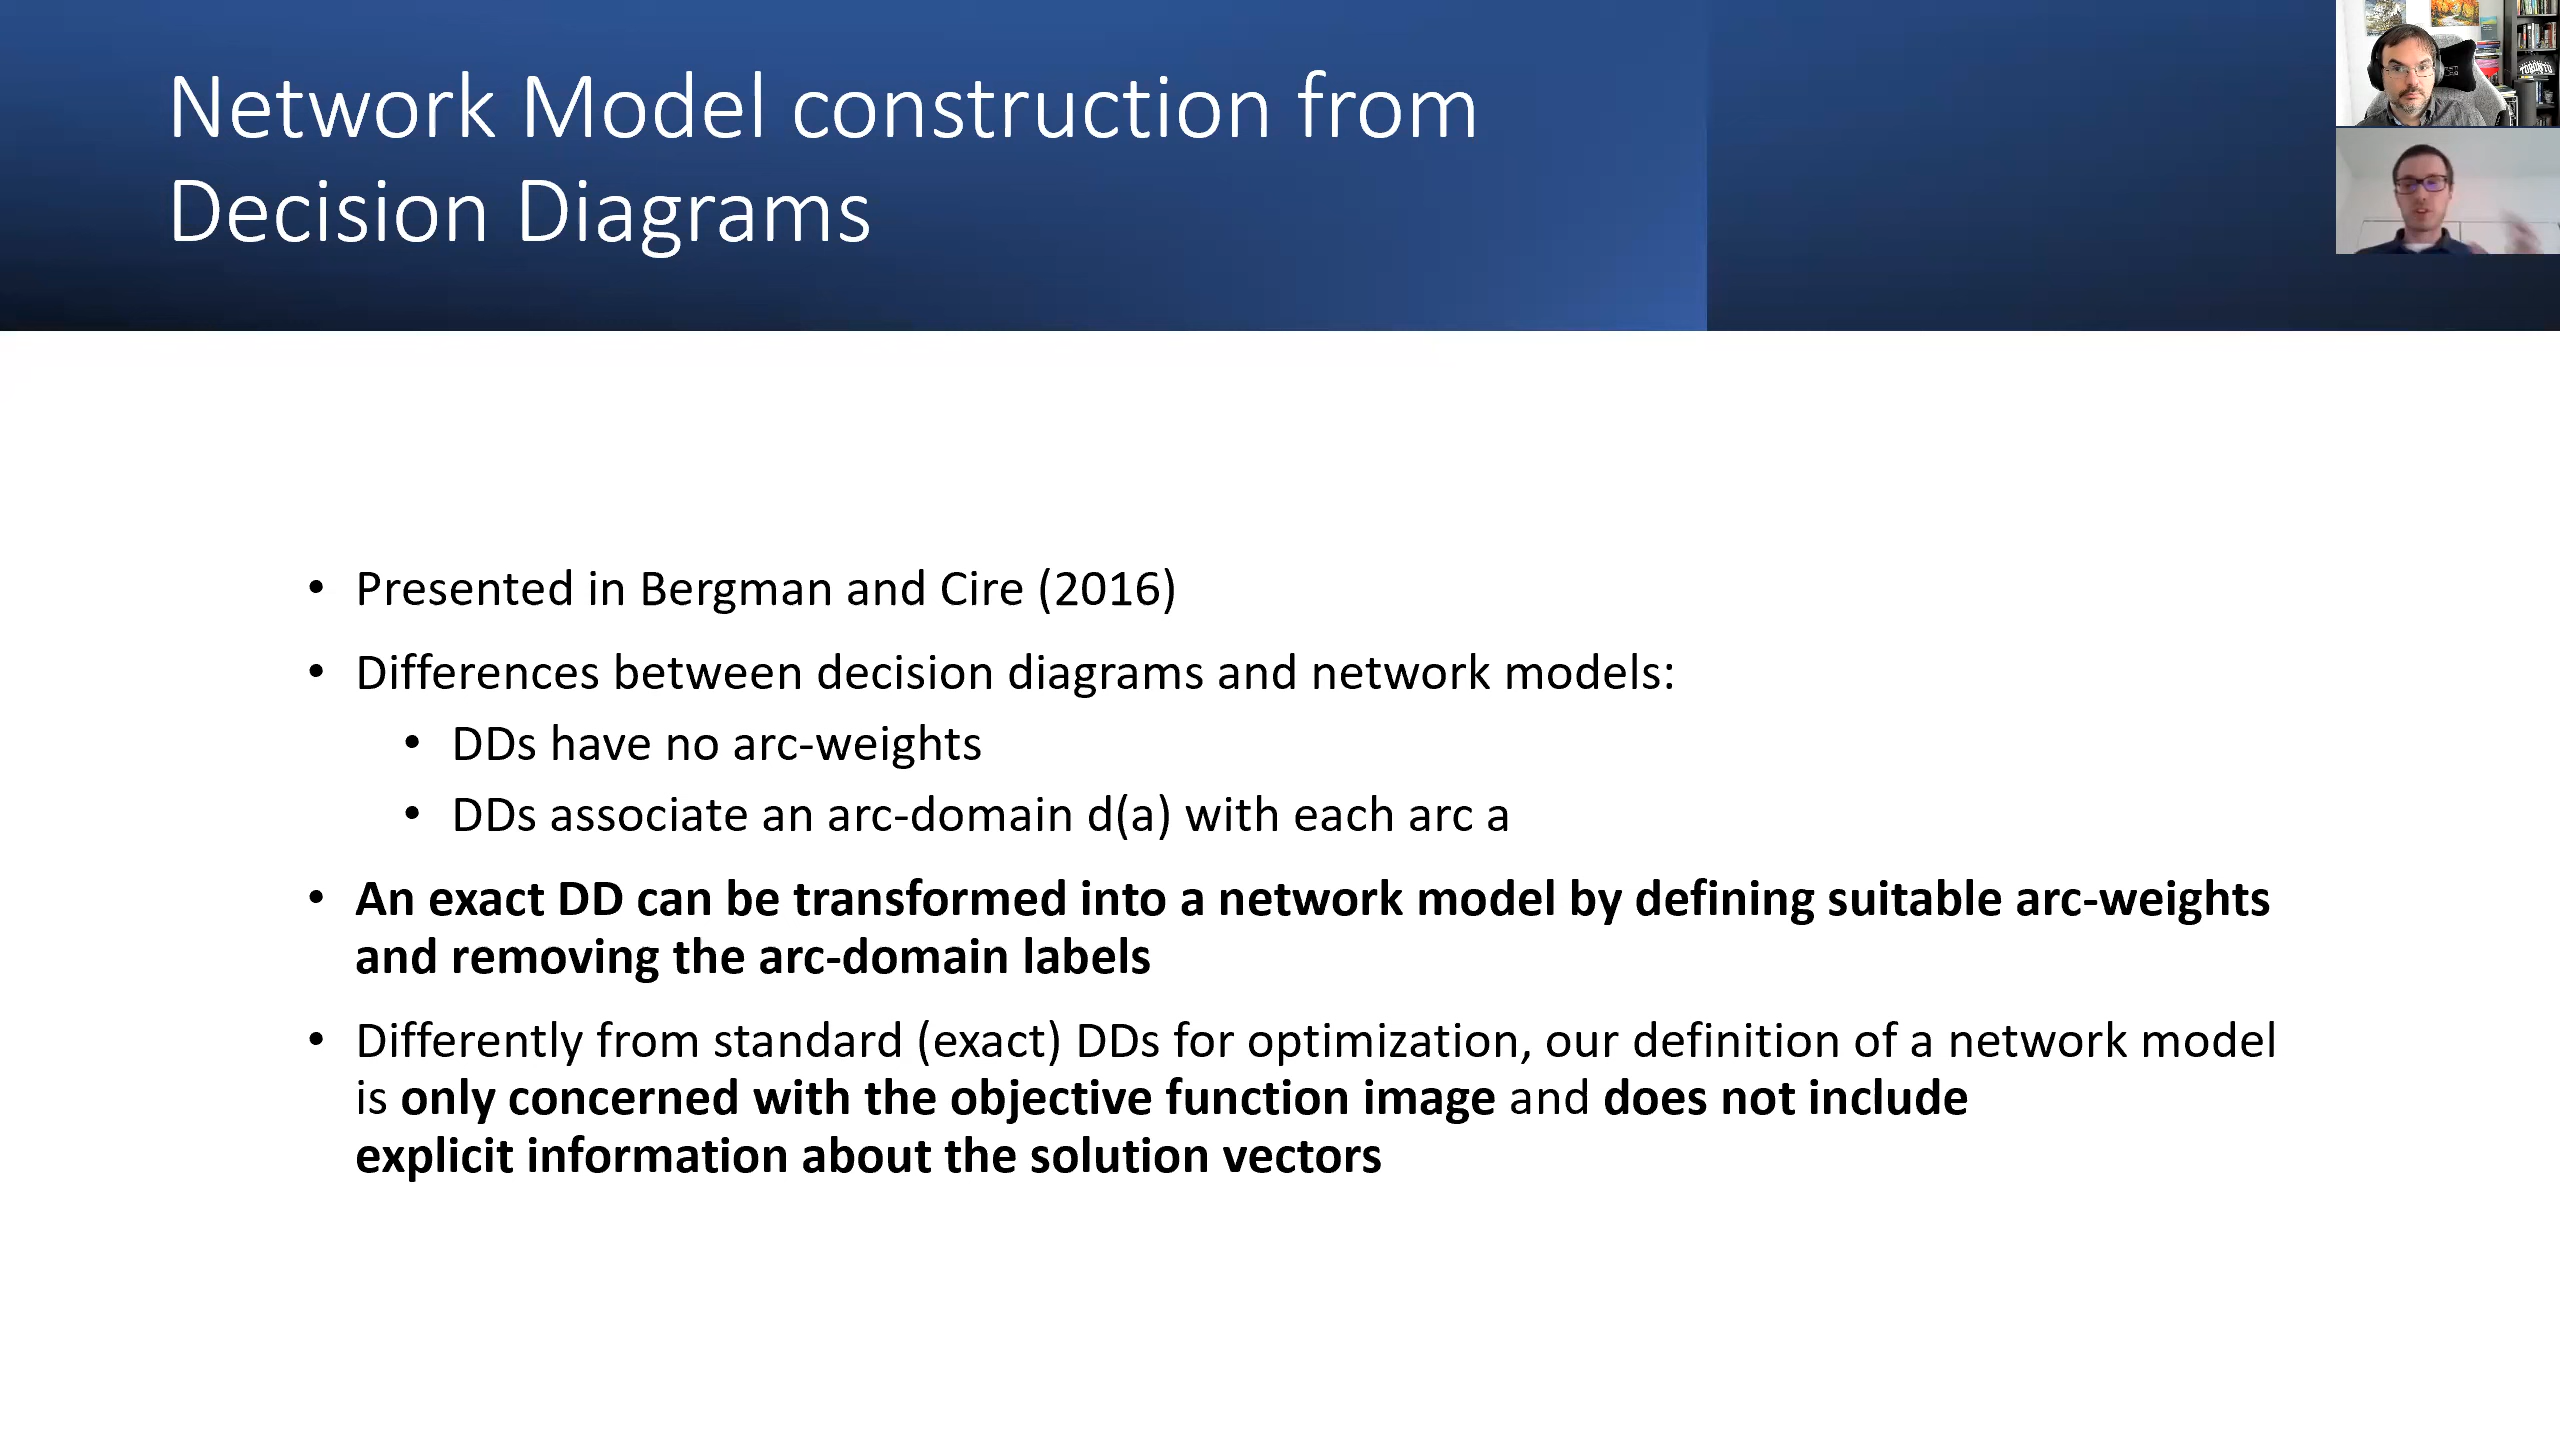 Network Model construction from
Decision Diagrams
• Presented in Bergman and Cire (2016)
• Differences between decision diagrams and network models:
• DDs have no arc-weights
• DDs associate an arc-domain d(a) with each arc a
• An exact DD can be transformed into a network model by defining suitable arc-weights
and removing the arc-domain labels
• Differently from standard (exact) DDs for optimization, our definition of a network model
is only concerned with the objective function image and does not include
explicit information about the solution vectors
TORONTO